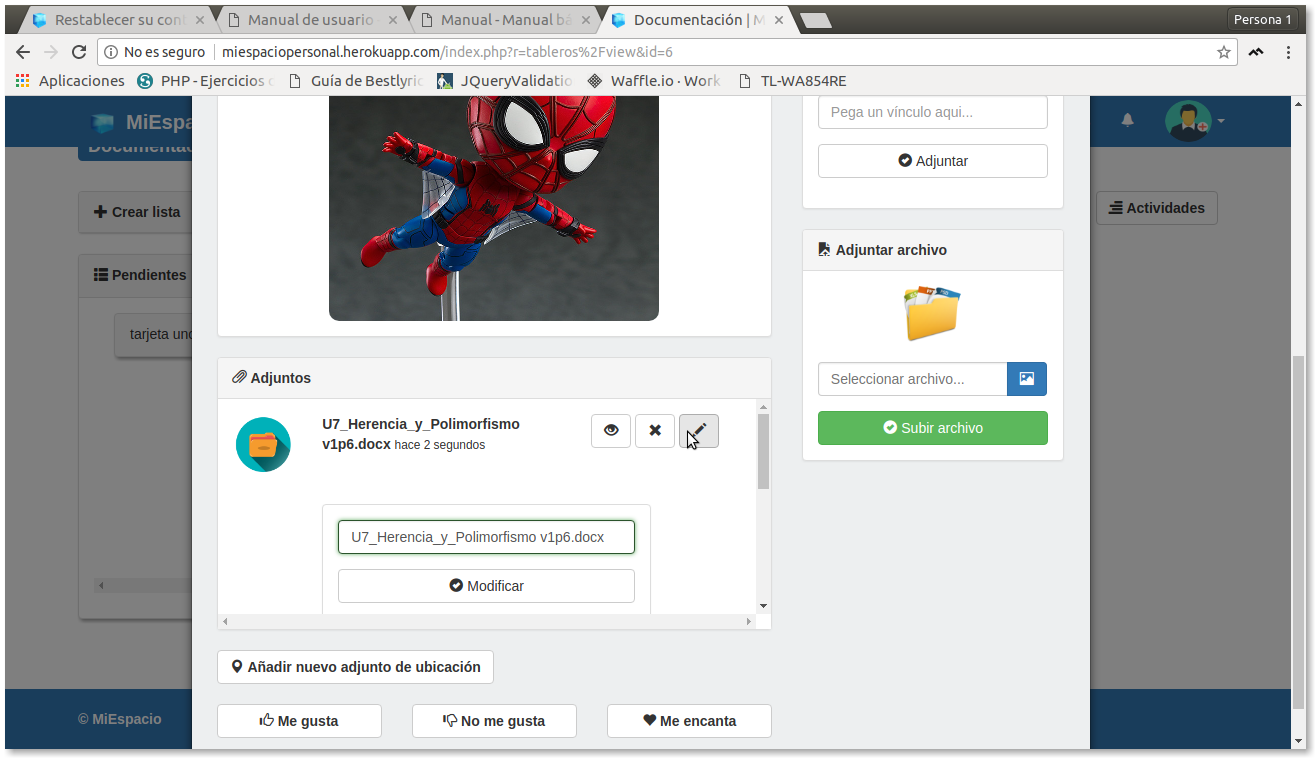 Restablecer su con
Manual de usuario
Manual - Manual bá
Documentación | M
Persona 1
No es seguro
miespaciopersonal.herokuapp.com/index.php?r=tableros%2Fview&id=6
Aplicaciones
PHP - Ejercicios
Guía de Bestlyric
JQueryValidatio
Waffle.io · Work
TL-WA854RE
MiEspa
Documenta
Crear lista
Actividades
Pendientes
tarjeta uno
Pega un vínculo aqui...
Adjuntar
Adjuntar archivo
Seleccionar archivo...
Subir archivo
Adjuntos
U7_Herencia_y_Polimorfismo
v1p6.docx hace 2 segundos
U7_Herencia_y_Polimorfismo v1p6.docx
Modificar
Añadir nuevo adjunto de ubicación
Me gusta
No me gusta
Me encanta
© MiEspacio